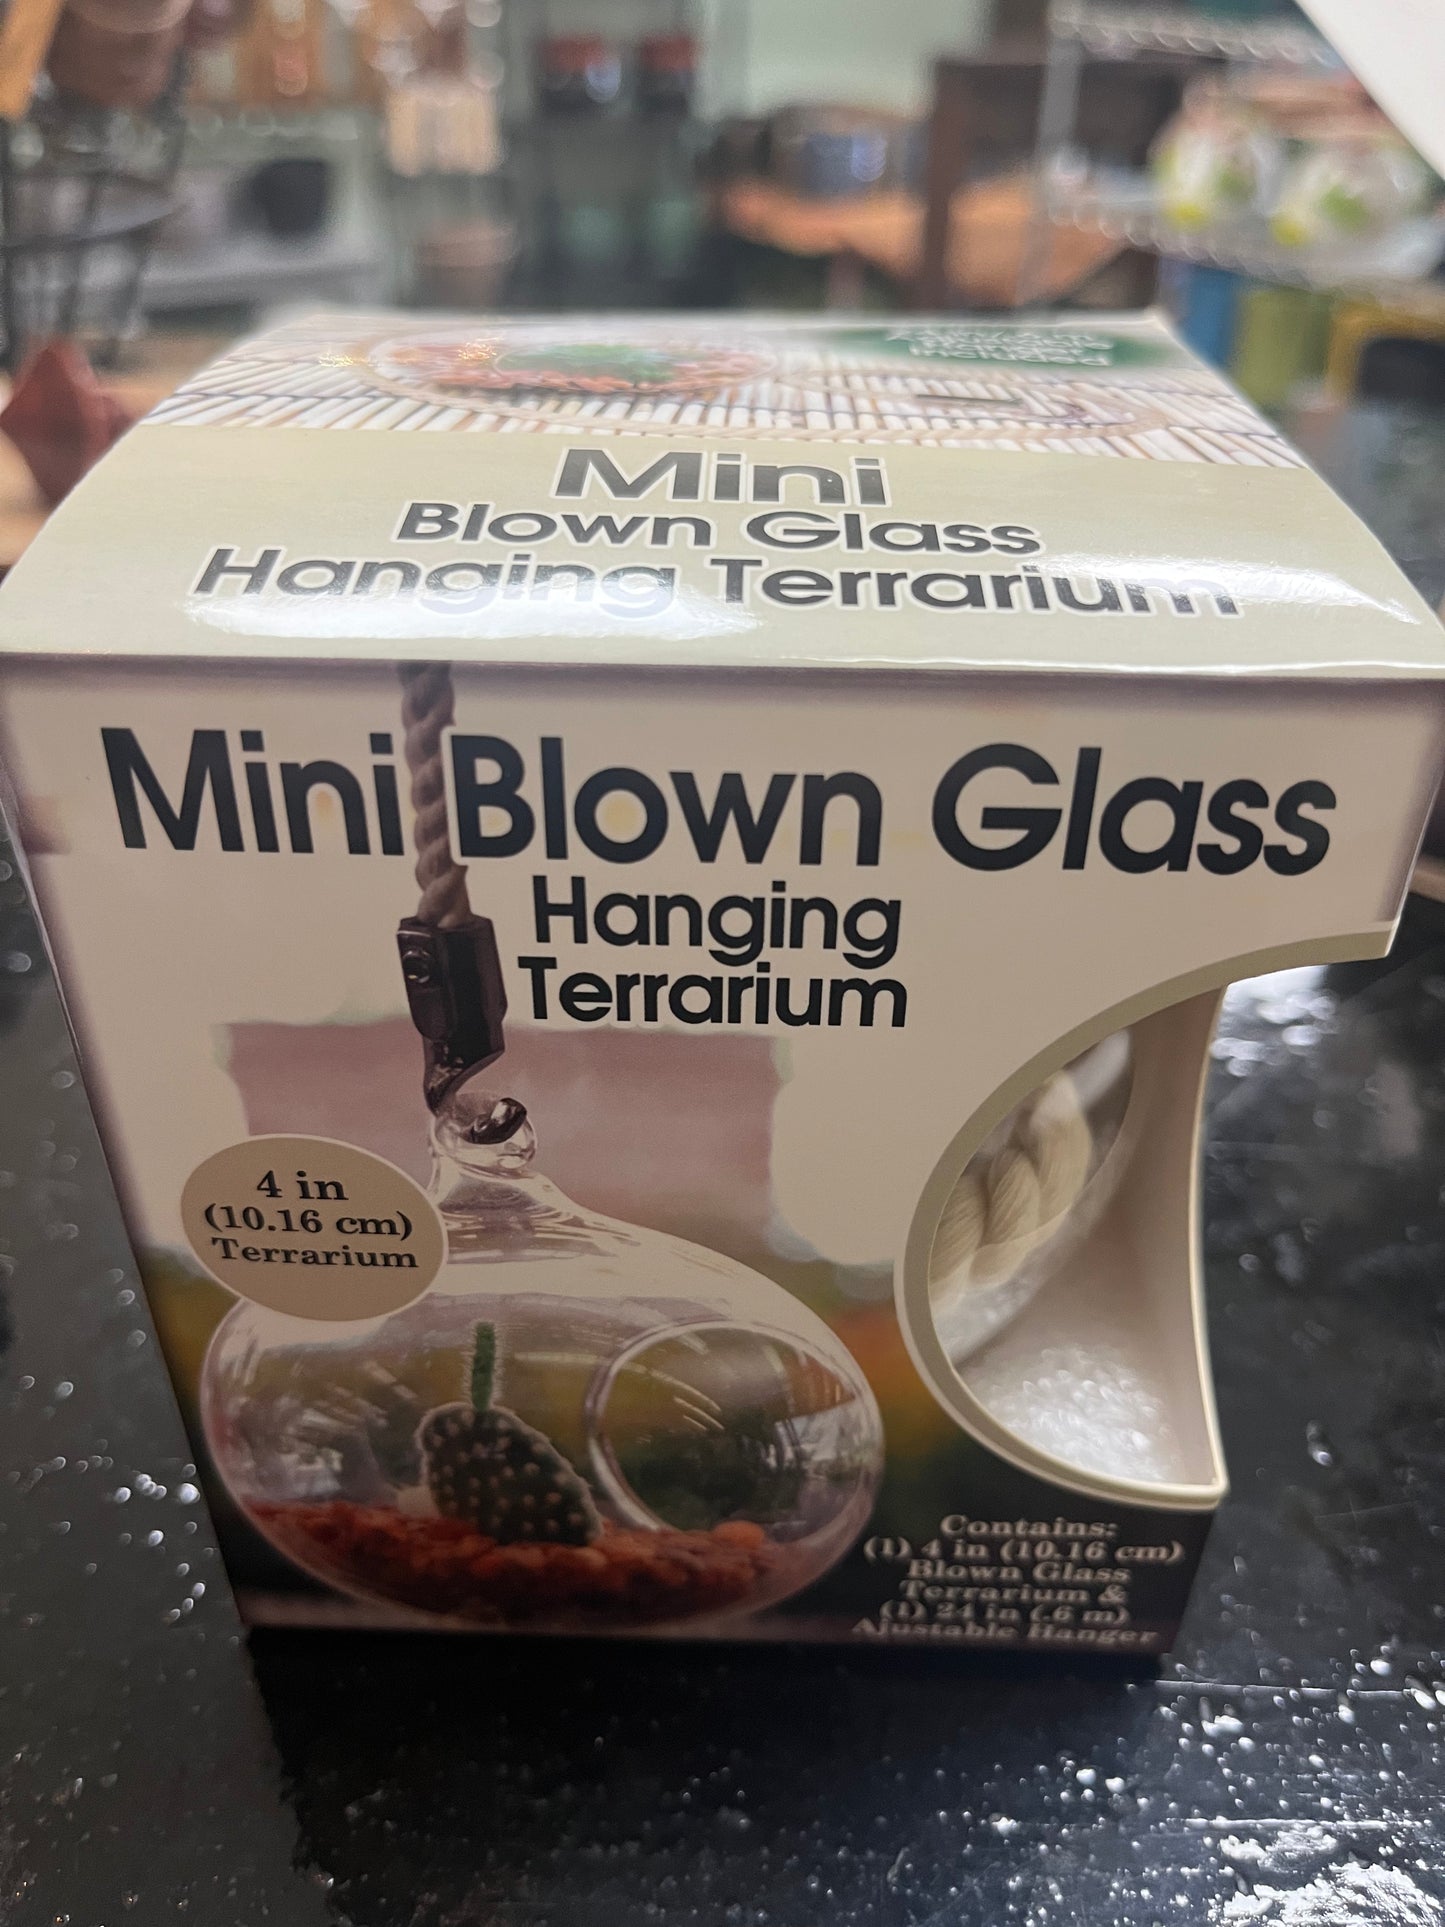 Included
Mini
Blown Glass
Hanging Terrarium
Mini Blown Glass
Hanging
Terrarium
4 in
(10.16 cm)
Terrarium
Contains:
(1) 4 in (10.16 cm)
Blown Glass
Terrarium &
(1) 24 in (.6 m)
Ajustable Hanger